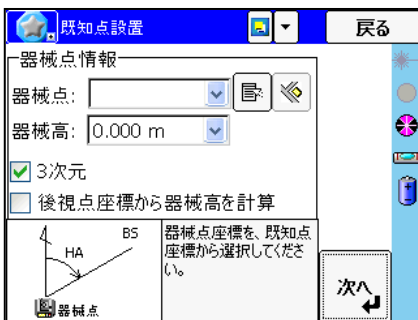 既知点設置
戻る
器械点情報
器械点:
器械高: 0.000 m
3次元
後視点座標から器械高を計算
BS
HA
器械点
器械点座標を、既知点
座標から選択してくださ
い。
次へ